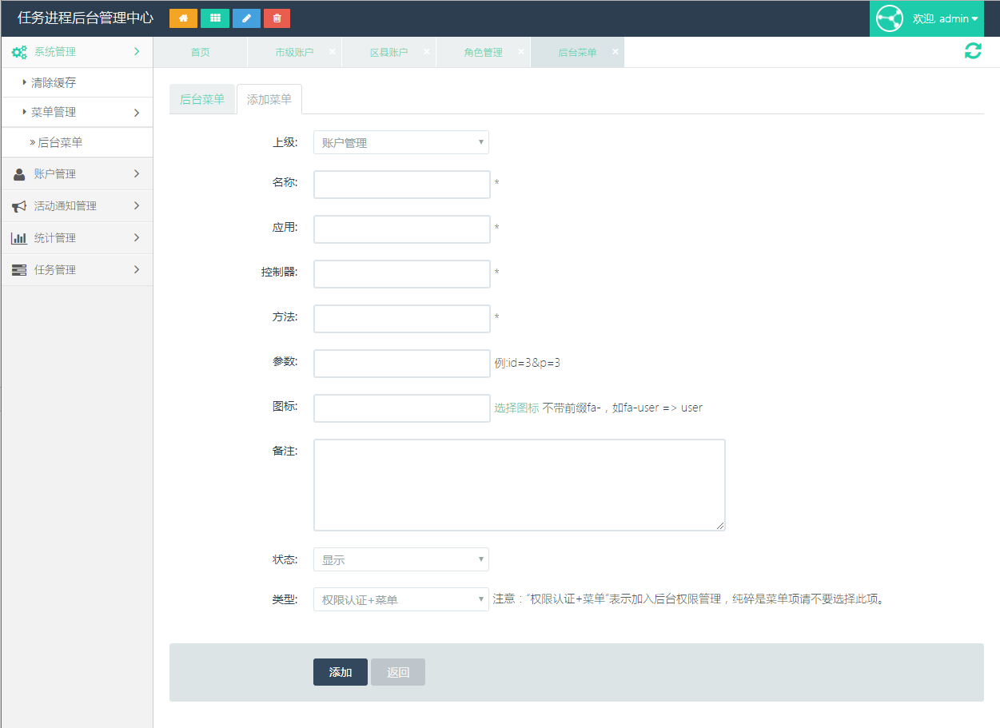 任务进程后台管理中心
欢迎, admin
系统管理
清除缓存
菜单管理
» 后台菜单
账户管理
活动通知管理
统计管理
任务管理
首页
市级账户 ×
区县账户 ×
角色管理 ×
后台菜单 ×
后台菜单
添加菜单
上级: 账户管理
名称: *
应用: *
控制器: *
方法: *
参数: 例:id=3&p=3
图标: 选择图标 不带前缀fa-，如fa-user => user
备注:
状态: 显示
类型: 权限认证+菜单 注意："权限认证+菜单"表示加入后台权限管理，纯碎是菜单项请不要选择此项。
添加 返回